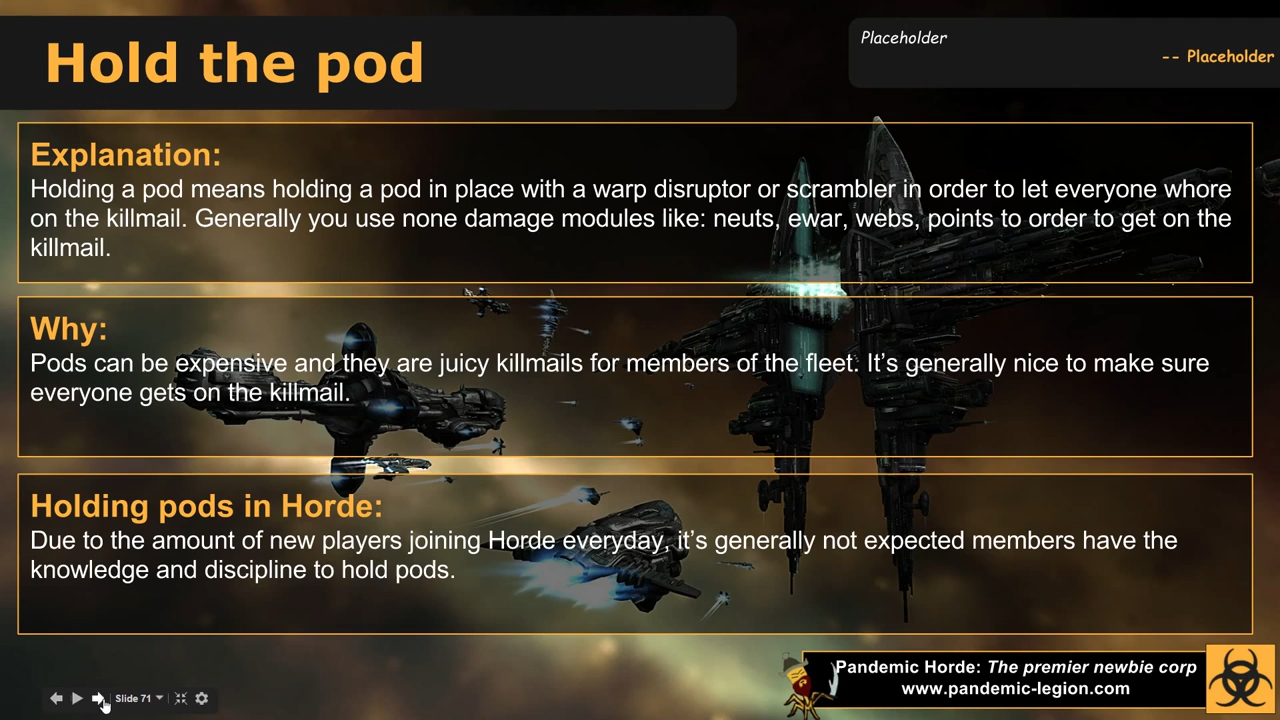 Hold the pod
Placeholder
-- Placeholder
Explanation:
Holding a pod means holding a pod in place with a warp disruptor or scrambler in order to let everyone whore
on the killmail. Generally you use none damage modules like: neuts, ewar, webs, points to order to get on the
killmail.
Why:
Pods can be expensive and they are juicy killmails for members of the fleet. It’s generally nice to make sure
everyone gets on the killmail.
Holding pods in Horde:
Due to the amount of new players joining Horde everyday, it’s generally not expected members have the
knowledge and discipline to hold pods.
Pandemic Horde: The premier newbie corp
www.pandemic-legion.com
Slide 71